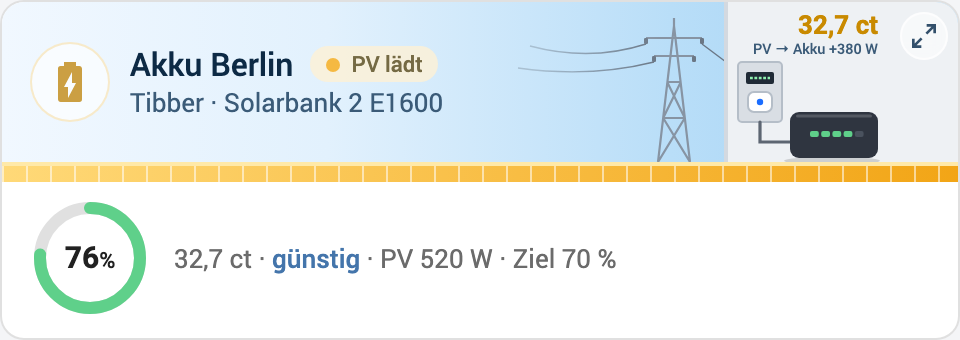 Akku Berlin
PV lädt
Tibber · Solarbank 2 E1600
32,7 ct
PV → Akku +380 W
76%
32,7 ct · günstig · PV 520 W · Ziel 70 %